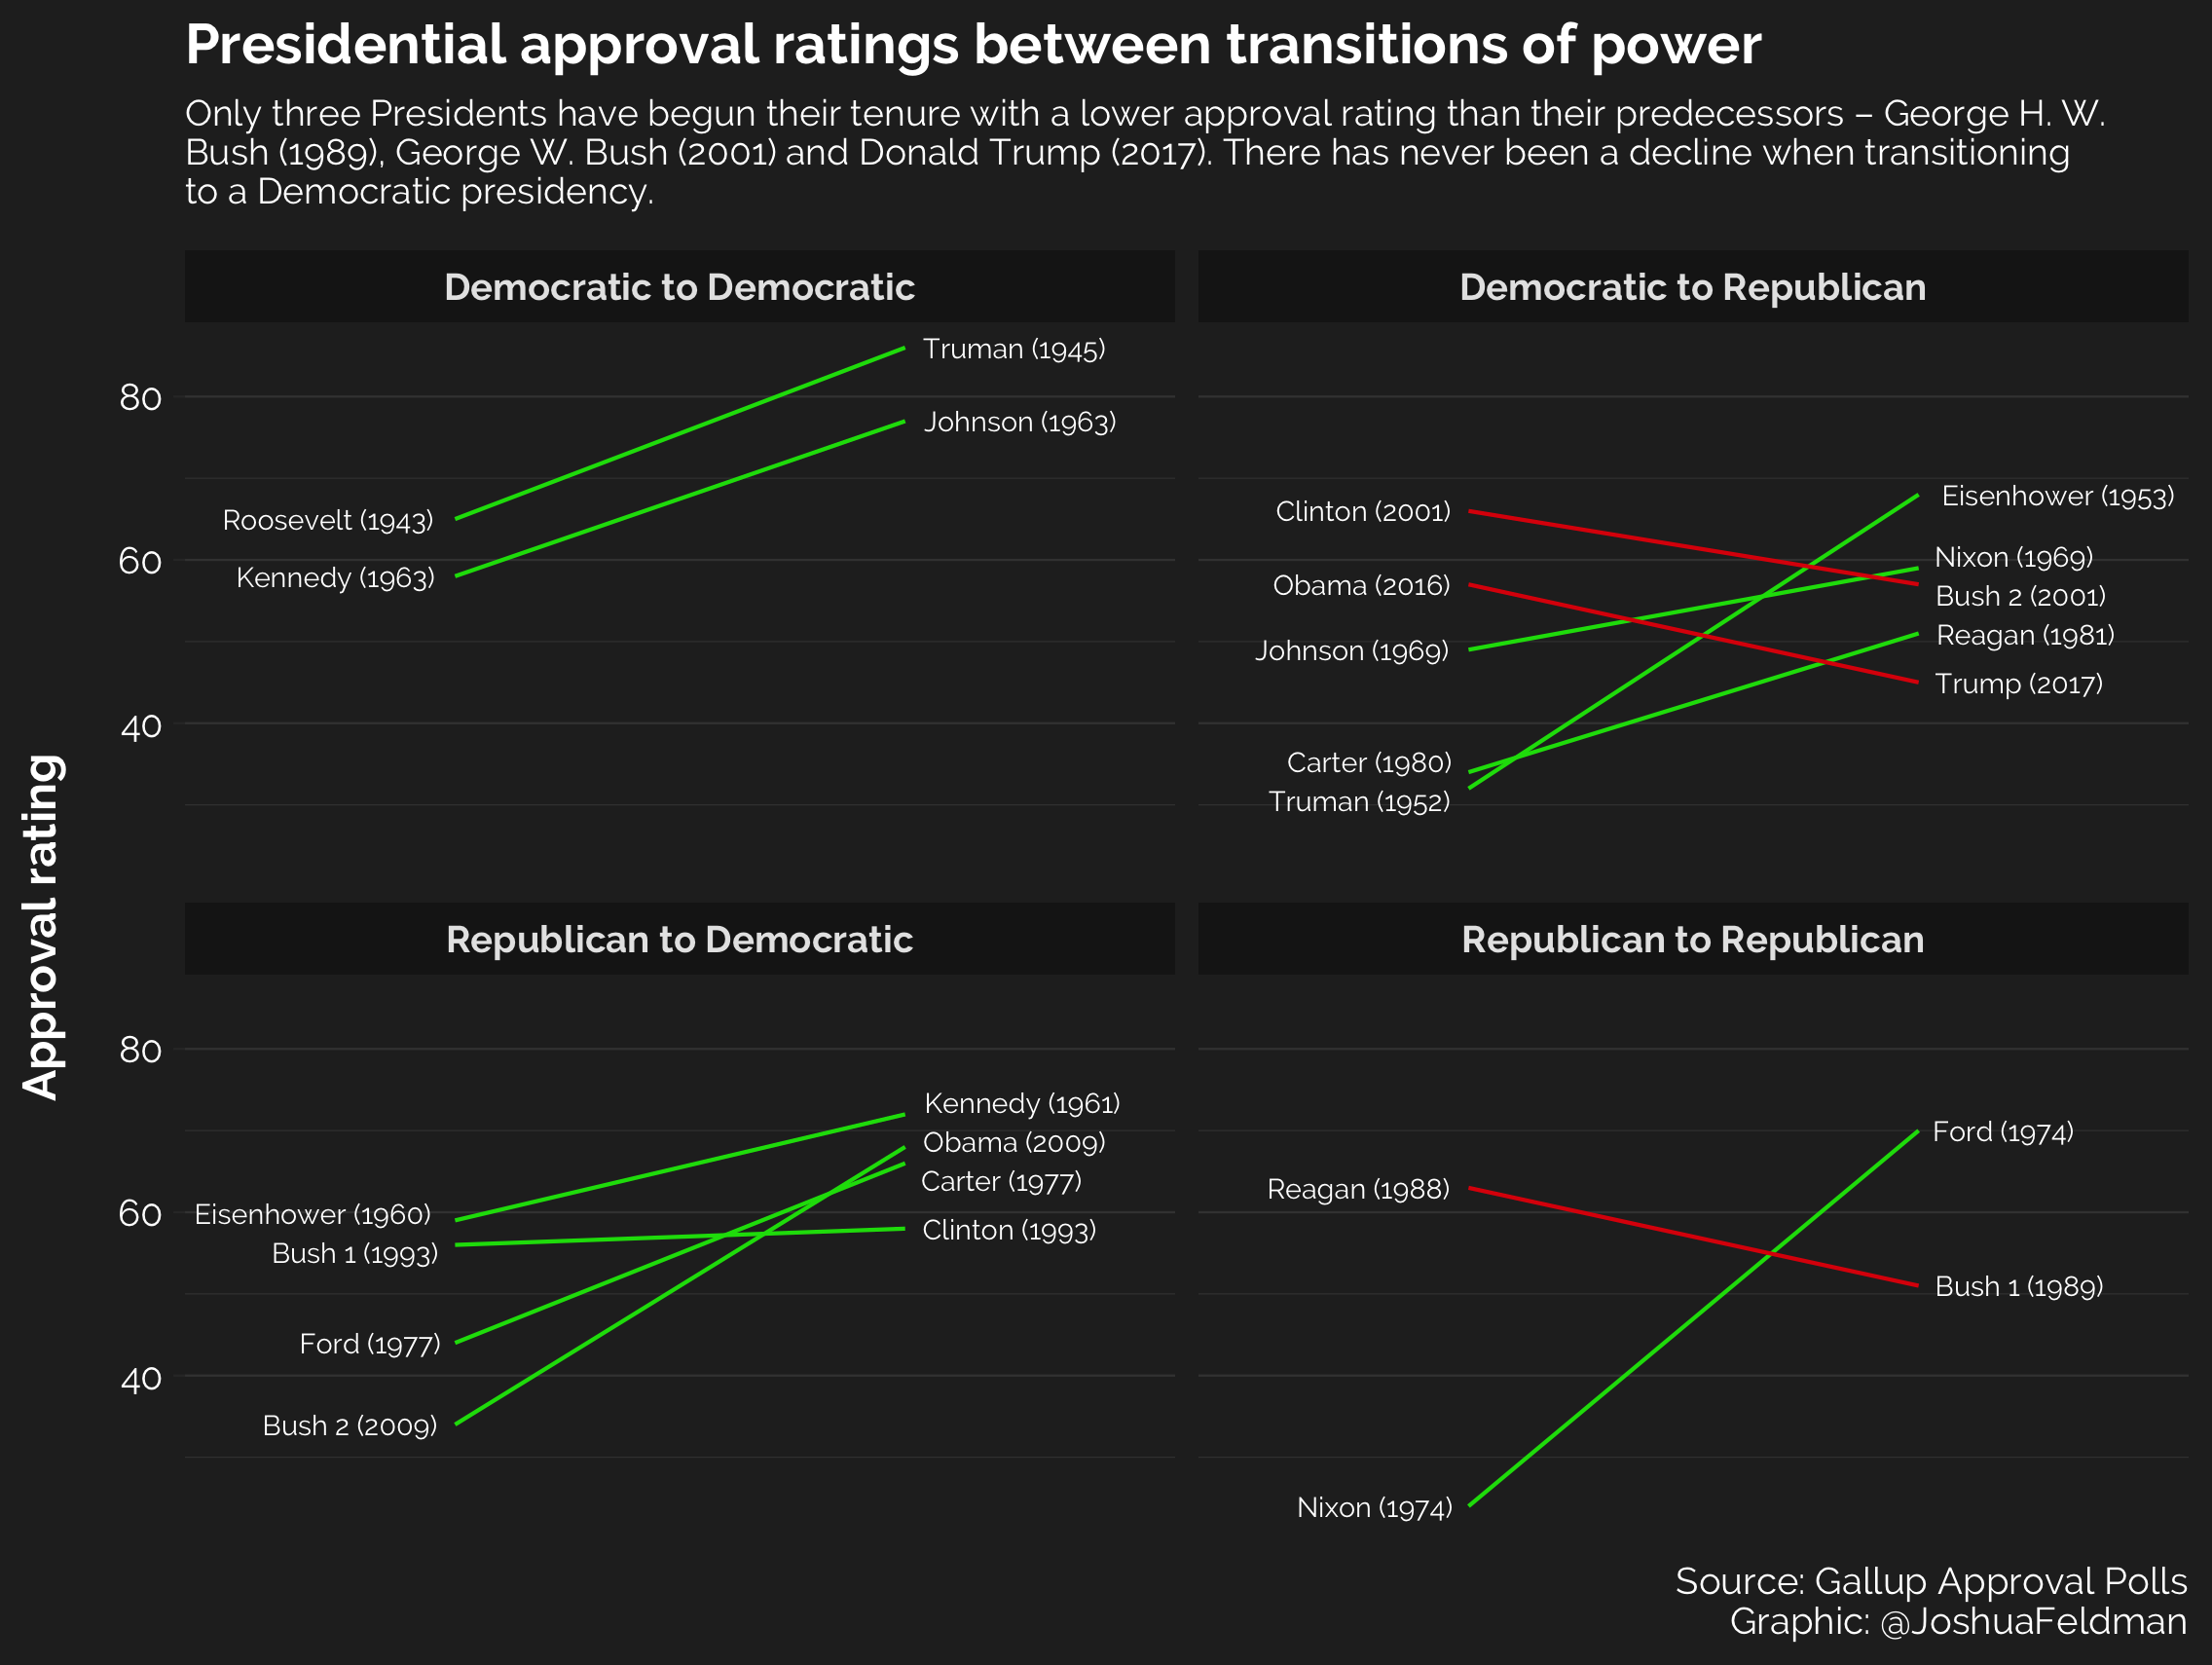 Presidential approval ratings between transitions of power
Only three Presidents have begun their tenure with a lower approval rating than their predecessors – George H. W.
Bush (1989), George W. Bush (2001) and Donald Trump (2017). There has never been a decline when transitioning
to a Democratic presidency.
Approval rating
Democratic to Democratic
80
60
40
Truman (1945)
Johnson (1963)
Roosevelt (1943)
Kennedy (1963)
Democratic to Republican
Clinton (2001)
Obama (2016)
Johnson (1969)
Carter (1980)
Truman (1952)
Eisenhower (1953)
Nixon (1969)
Bush 2 (2001)
Reagan (1981)
Trump (2017)
Republican to Democratic
80
60
40
Eisenhower (1960)
Bush 1 (1993)
Ford (1977)
Bush 2 (2009)
Kennedy (1961)
Obama (2009)
Carter (1977)
Clinton (1993)
Republican to Republican
Reagan (1988)
Nixon (1974)
Ford (1974)
Bush 1 (1989)
Source: Gallup Approval Polls
Graphic: @JoshuaFeldman